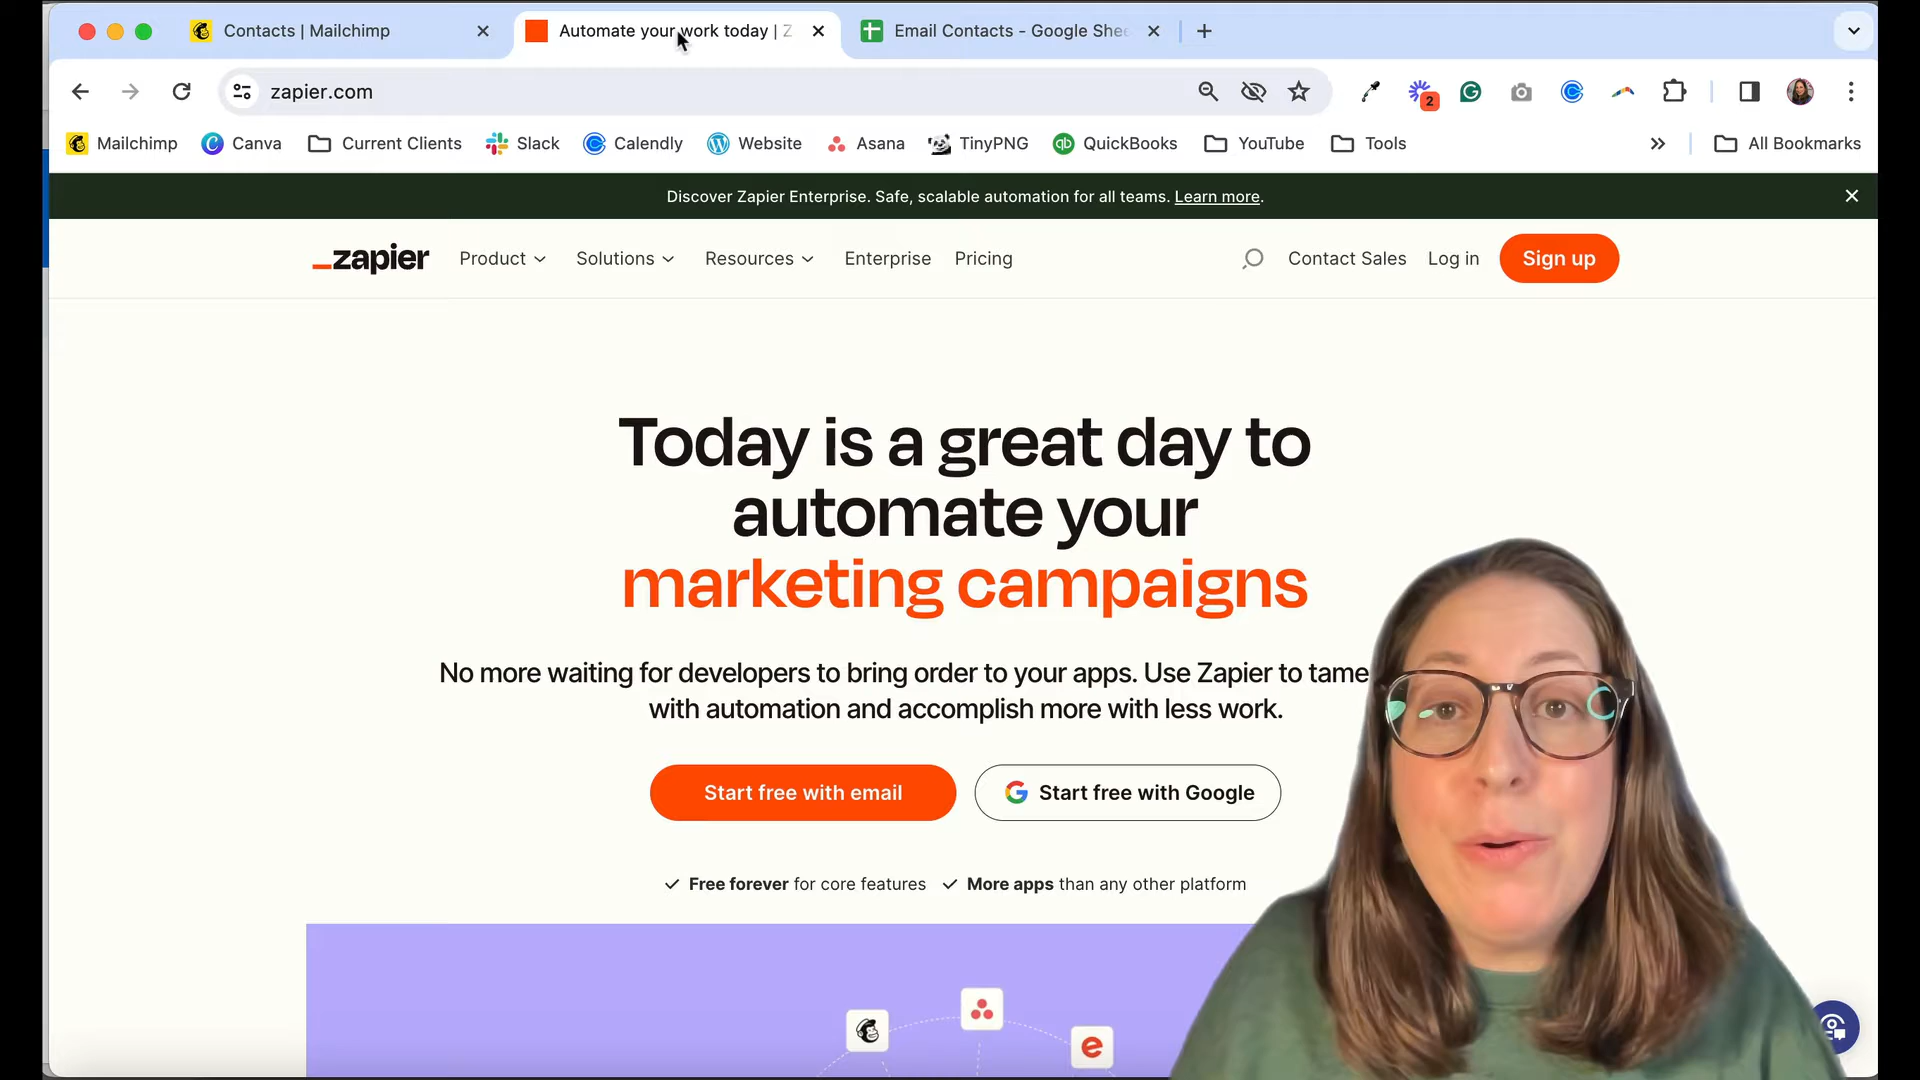 Contacts | Mailchimp
Automate your work today | Z
Email Contacts - Google Shee
zapier.com
2
Mailchimp
Canva
Current Clients
Slack
Calendly
Website
Asana
TinyPNG
QuickBooks
YouTube
Tools
All Bookmarks
Discover Zapier Enterprise. Safe, scalable automation for all teams. Learn more.
zapier
Product
Solutions
Resources
Enterprise
Pricing
Contact Sales
Log in
Sign up
Today is a great day to
automate your
marketing campaigns
No more waiting for developers to bring order to your apps. Use Zapier to tame
with automation and accomplish more with less work.
Start free with email
Start free with Google
Free forever for core features
More apps than any other platform